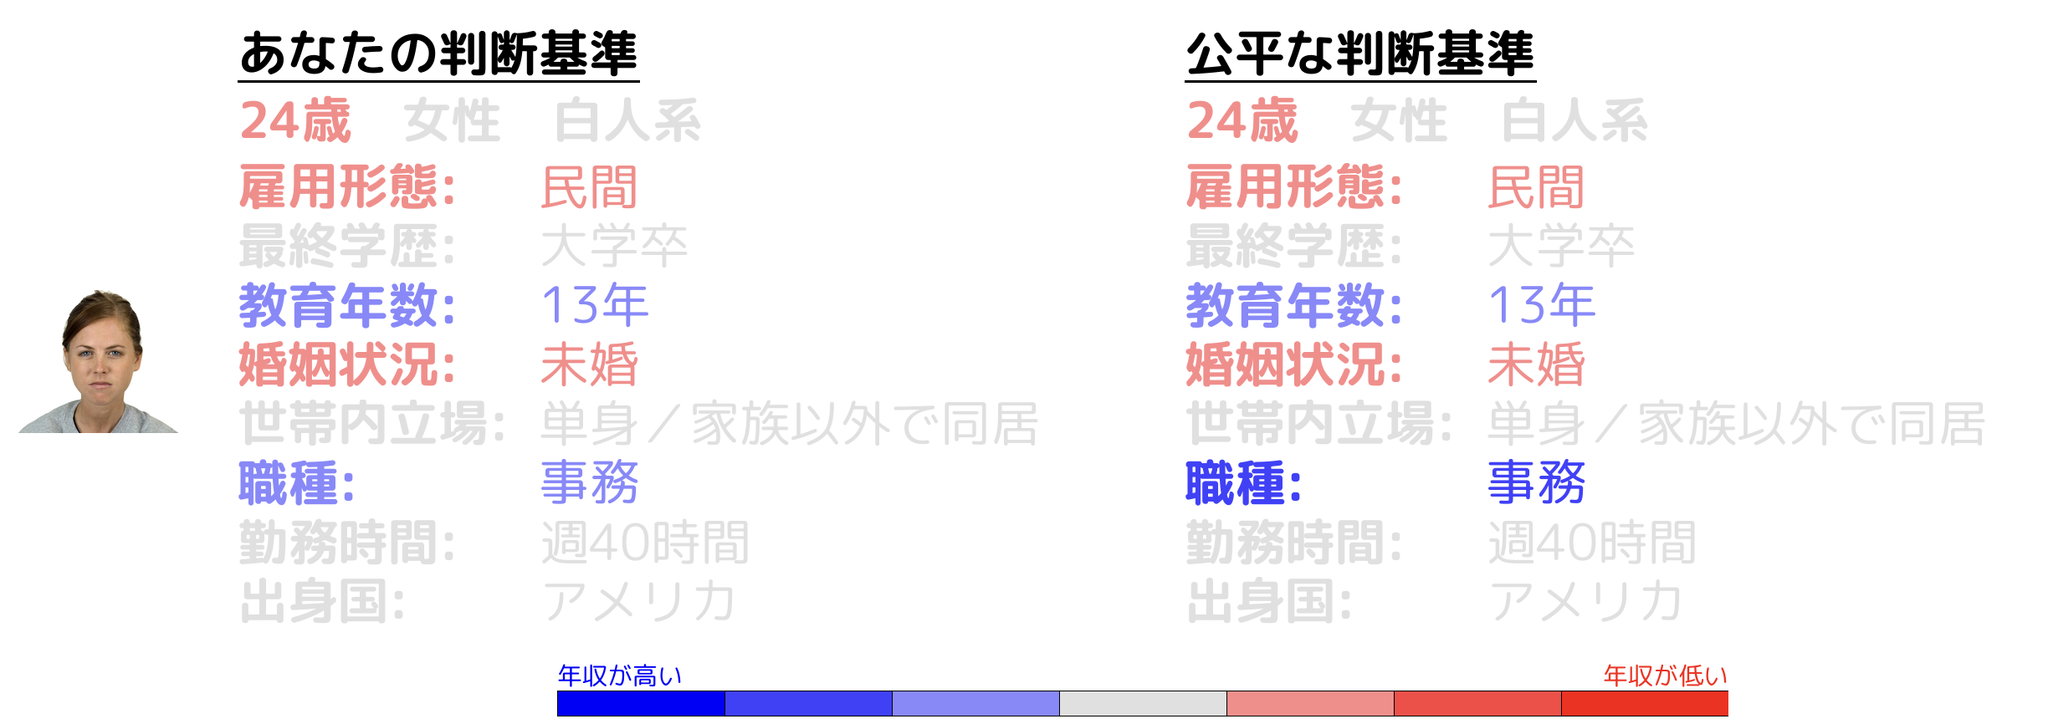 あなたの判断基準
24歳 女性 白人系
雇用形態: 民間
最終学歴: 大学卒
教育年数: 13年
婚姻状況: 未婚
世帯内立場: 単身／家族以外で同居
職種: 事務
勤務時間: 週40時間
出身国: アメリカ
公平な判断基準
24歳 女性 白人系
雇用形態: 民間
最終学歴: 大学卒
教育年数: 13年
婚姻状況: 未婚
世帯内立場: 単身／家族以外で同居
職種: 事務
勤務時間: 週40時間
出身国: アメリカ
年収が高い 年収が低い